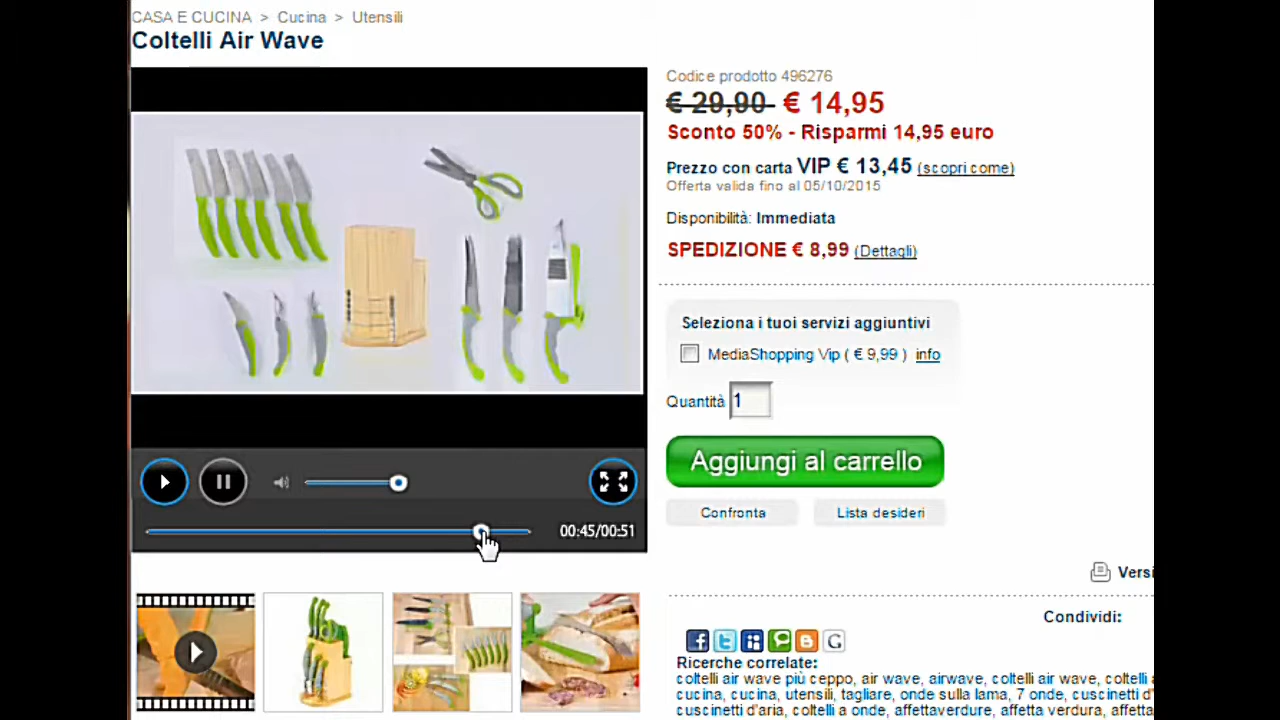 CASA E CUCINA > Cucina > Utensili
Coltelli Air Wave
Codice prodotto 496276
€ 29,90 € 14,95
Sconto 50% - Risparmi 14,95 euro
Prezzo con carta VIP € 13,45 (scopri come)
Offerta valida fino al 05/10/2015
Disponibilità: Immediata
SPEDIZIONE € 8,99 (Dettagli)
Seleziona i tuoi servizi aggiuntivi
MediaShopping Vip ( € 9,99 ) info
Quantità 1
Aggiungi al carrello
Confronta Lista desideri
00:45/00:51
Versi
Condividi:
Ricerche correlate:
coltelli air wave più ceppo, air wave, airwave, coltelli air wave, coltelli
cucina, cucina, utensili, tagliare, onde sulla lama, 7 onde, cuscinetti d'
cuscinetti d'aria, coltelli a onde, affettaverdure, affetta verdura, affetta